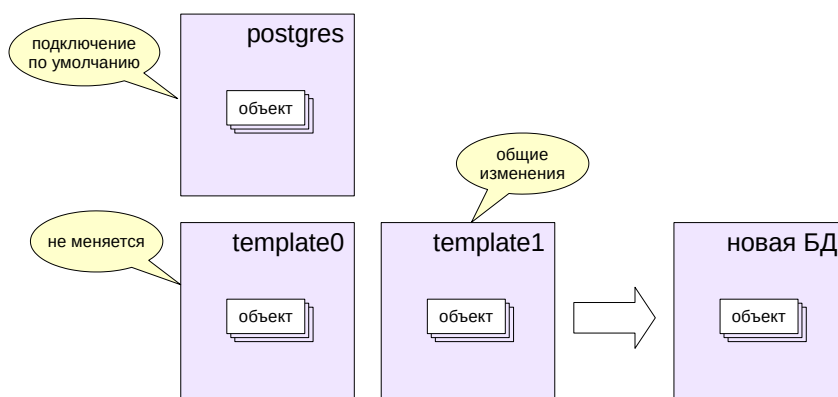 postgres
подключение
по умолчанию
объект
общие
изменения
не меняется
template0
объект
template1
объект
новая БД
объект